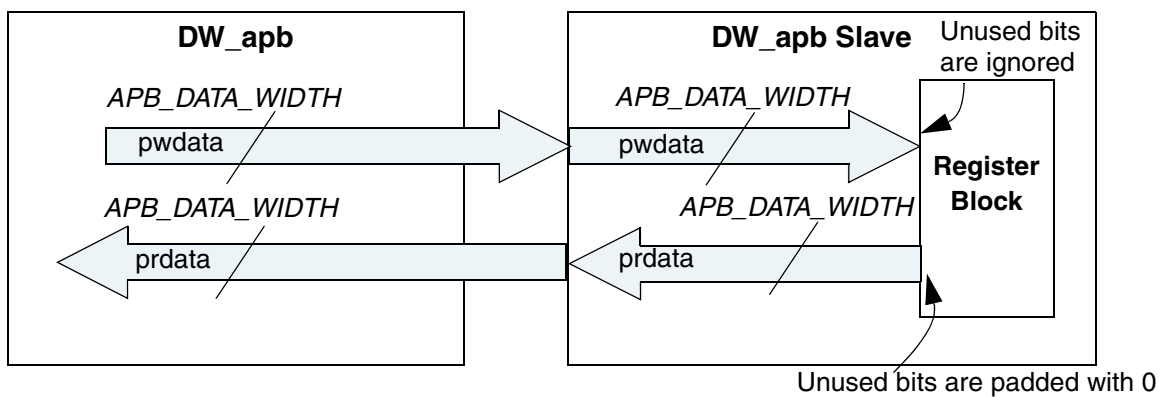 DW_apb
DW_apb Slave
Unused bits
are ignored
APB_DATA_WIDTH
APB_DATA_WIDTH
pwdata
pwdata
Register
Block
APB_DATA_WIDTH
APB_DATA_WIDTH
prdata
prdata
Unused bits are padded with 0